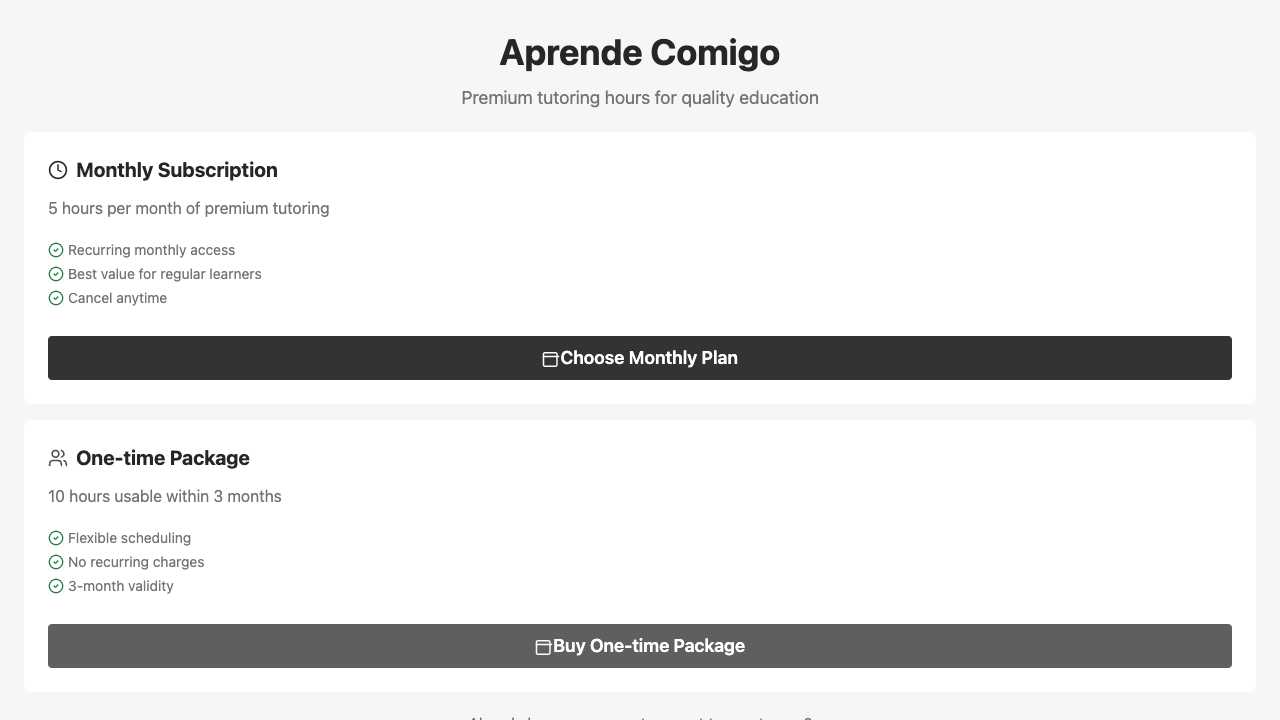 Aprende Comigo
Premium tutoring hours for quality education
Monthly Subscription
5 hours per month of premium tutoring
Recurring monthly access
Best value for regular learners
Cancel anytime
Choose Monthly Plan
One-time Package
10 hours usable within 3 months
Flexible scheduling
No recurring charges
3-month validity
Buy One-time Package